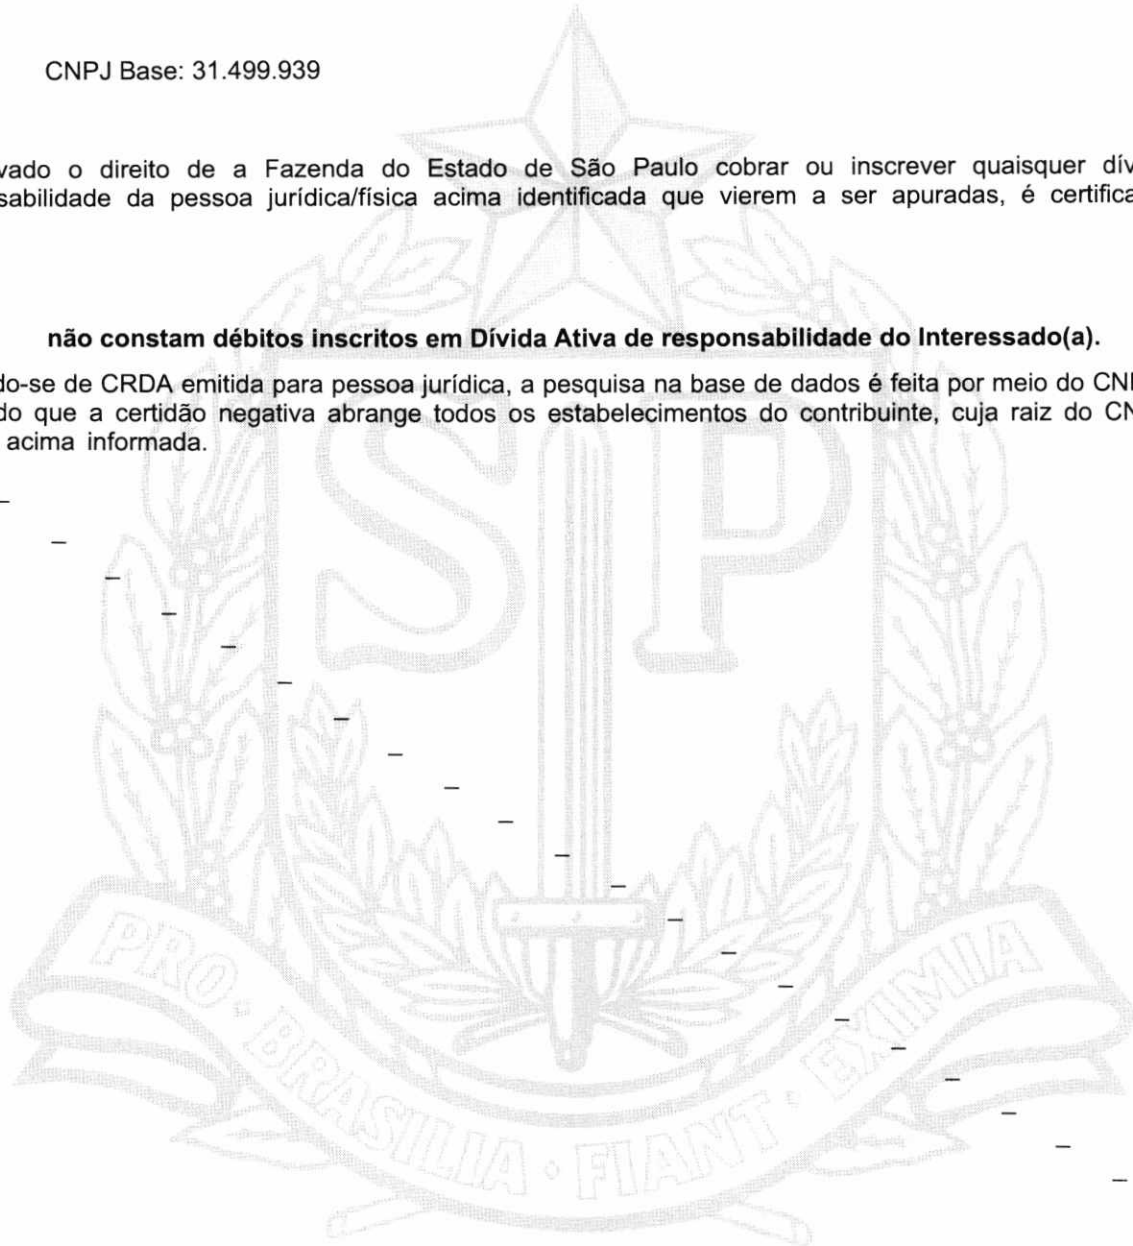 CNPJ Base: 31.499.939
vado o direito de a Fazenda do Estado de São Paulo cobrar ou inscrever quaisquer dív
sabilidade da pessoa jurídica/física acima identificada que vierem a ser apuradas, é certifica
não constam débitos inscritos em Dívida Ativa de responsabilidade do Interessado(a).
do-se de CRDA emitida para pessoa jurídica, a pesquisa na base de dados é feita por meio do CN
do que a certidão negativa abrange todos os estabelecimentos do contribuinte, cuja raiz do CN
acima informada.
SP
PRO · BRASILIA · FIANT · EXIMIA